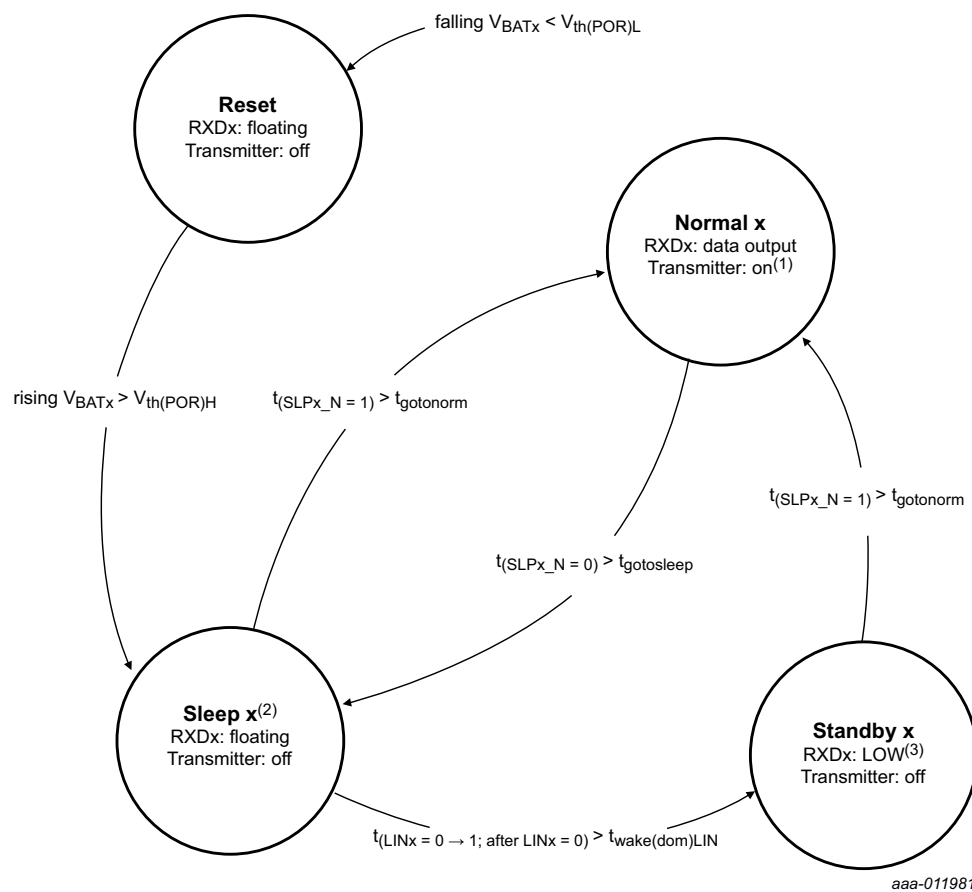 falling VBATx < Vth(POR)L
Reset
RXDx: floating
Transmitter: off
Normal x
RXDx: data output
Transmitter: on(1)
rising VBATx > Vth(POR)H
t(SLPx_N = 1) > tgotonorm
t(SLPx_N = 1) > tgotonorm
t(SLPx_N = 0) > tgotosleep
Sleep x(2)
RXDx: floating
Transmitter: off
Standby x
RXDx: LOW(3)
Transmitter: off
t(LINx = 0 → 1; after LINx = 0) > twake(dom)LIN
aaa-011981